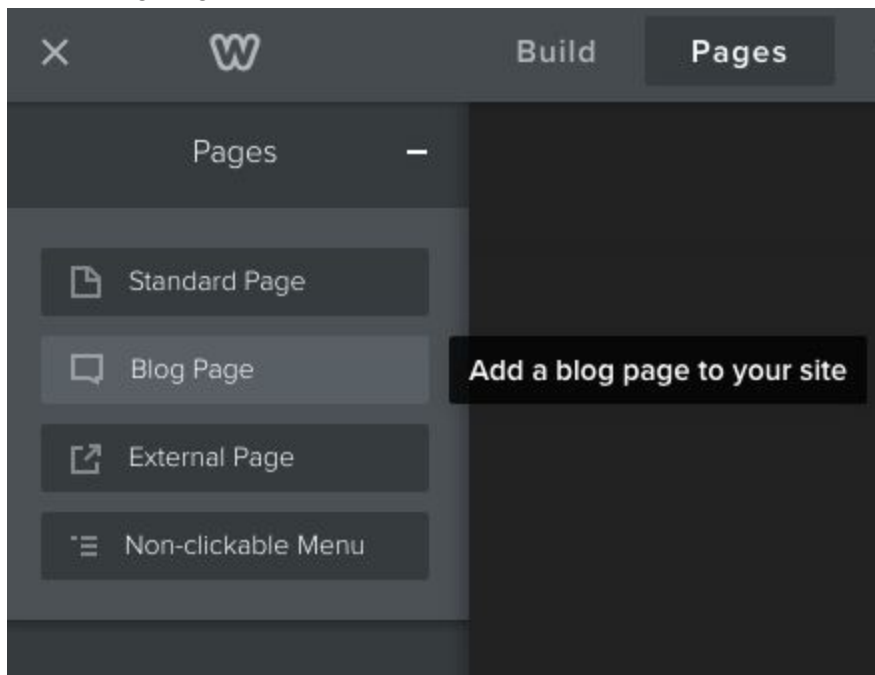 Build
Pages
Pages
Standard Page
Blog Page
Add a blog page to your site
External Page
Non-clickable Menu